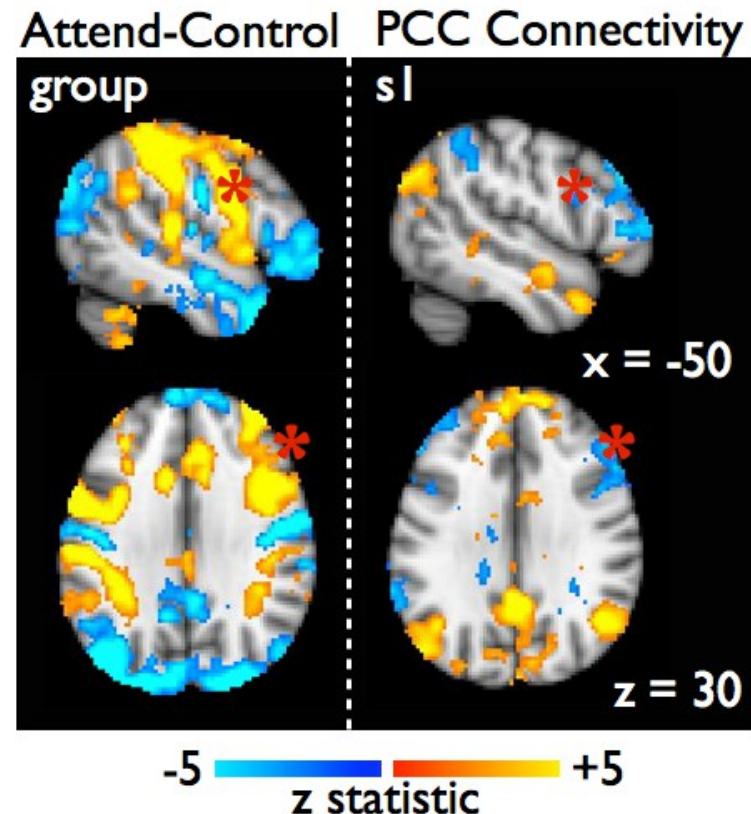 Attend-Control PCC Connectivity
group s1
*
*
x = -50
*
*
z = 30
-5 +5
z statistic